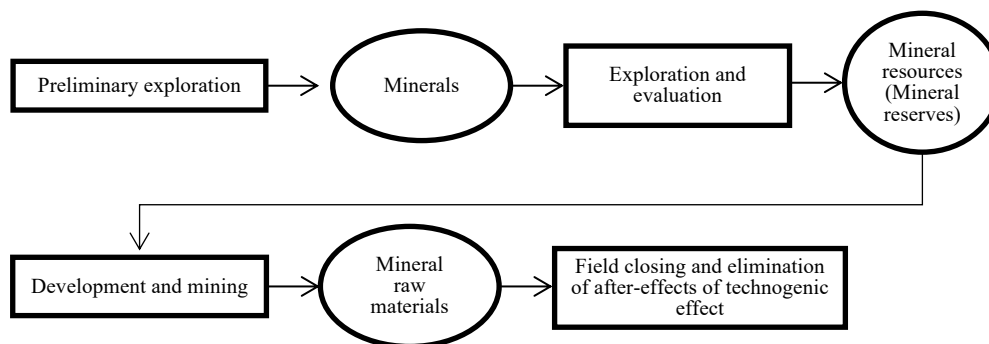 Preliminary exploration
Minerals
Exploration and
evaluation
Mineral
resources
(Mineral
reserves)
Development and mining
Mineral
raw
materials
Field closing and elimination
of after-effects of technogenic
effect